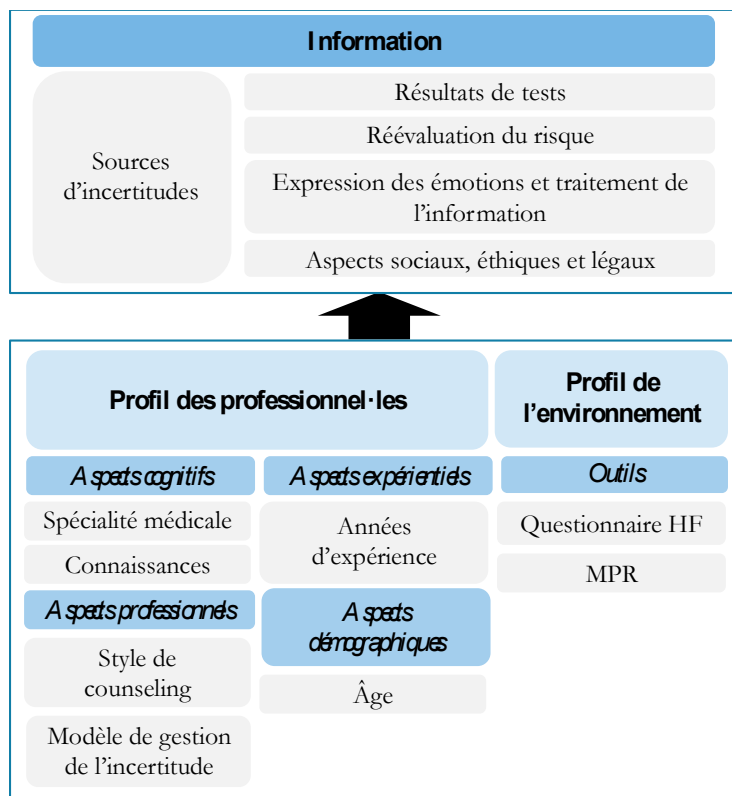 Information
Sources
d'incertitudes
Résultats de tests
Réévaluation du risque
Expression des émotions et traitement de
l'information
Aspects sociaux, éthiques et légaux
Profil des professionnel·les
Profil de
l'environnement
Aspects cognitifs
Spécialité médicale
Connaissances
Aspects professionnels
Style de
counseling
Modèle de gestion
de l'incertitude
Aspects expérientiels
Années
d'expérience
Aspects
démographiques
Âge
Outils
Questionnaire HF
MPR